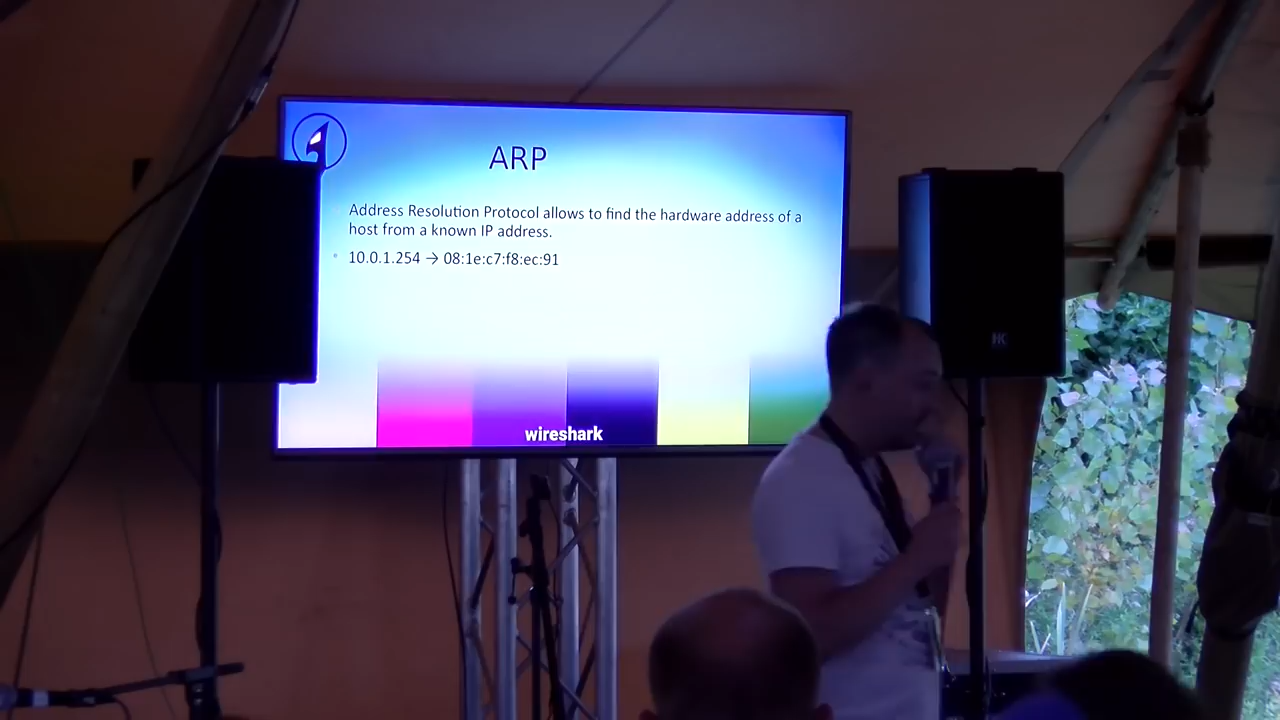 ARP
Address Resolution Protocol allows to find the hardware address of a
host from a known IP address.
10.0.1.254 → 08:1e:c7:f8:ec:91
wireshark
HK